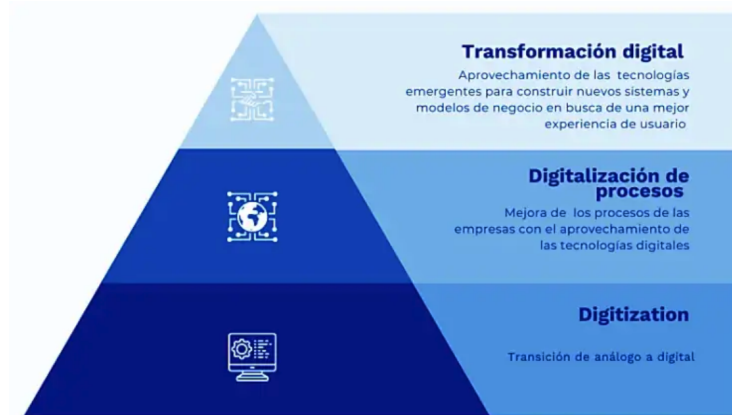 Transformación digital
Aprovechamiento de las tecnologías
emergentes para construir nuevos sistemas y
modelos de negocio en busca de una mejor
experiencia de usuario
Digitalización de
procesos
Mejora de los procesos de las
empresas con el aprovechamiento de
las tecnologías digitales
Digitization
Transición de análogo a digital